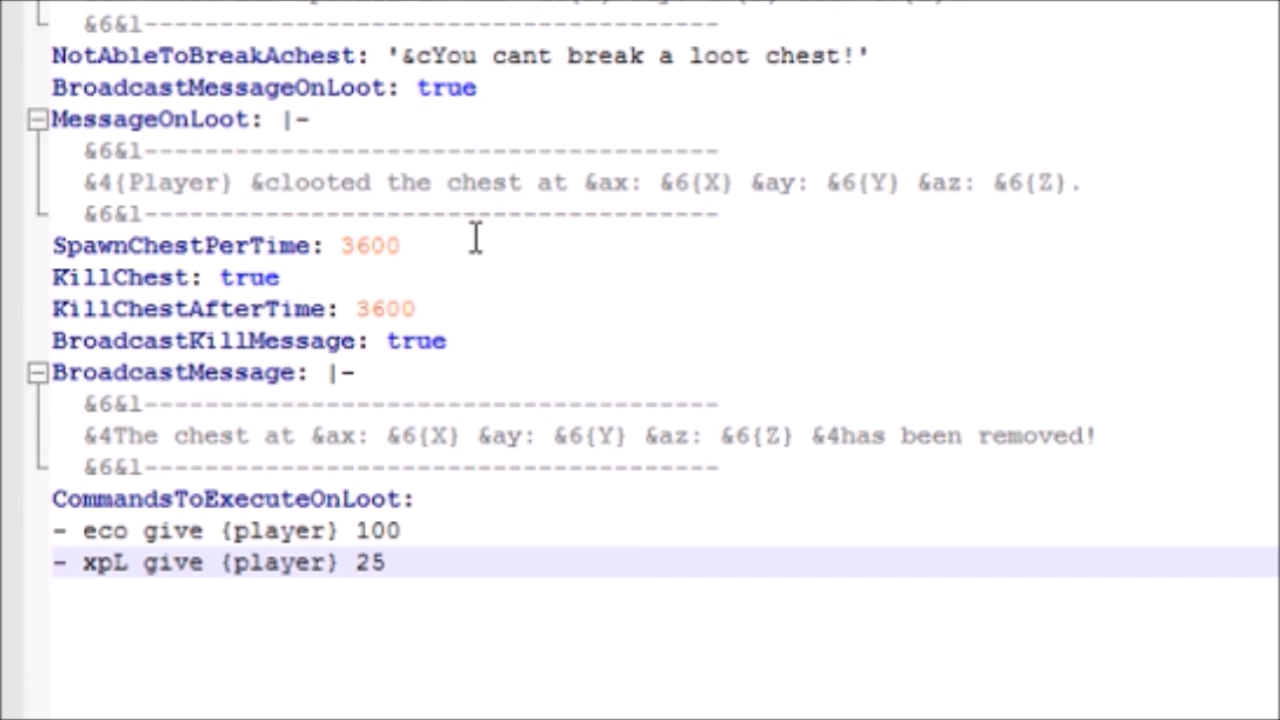 &6&l--------------------------------------
NotAbleToBreakAchest: '&cYou cant break a loot chest!'
BroadcastMessageOnLoot: true
MessageOnLoot: |-
&6&l--------------------------------------
&4{Player} &clooted the chest at &ax: &6{X} &ay: &6{Y} &az: &6{Z}.
&6&l--------------------------------------
SpawnChestPerTime: 3600
KillChest: true
KillChestAfterTime: 3600
BroadcastKillMessage: true
BroadcastMessage: |-
&6&l--------------------------------------
&4The chest at &ax: &6{X} &ay: &6{Y} &az: &6{Z} &4has been removed!
&6&l--------------------------------------
CommandsToExecuteOnLoot:
- eco give {player} 100
- xpL give {player} 25